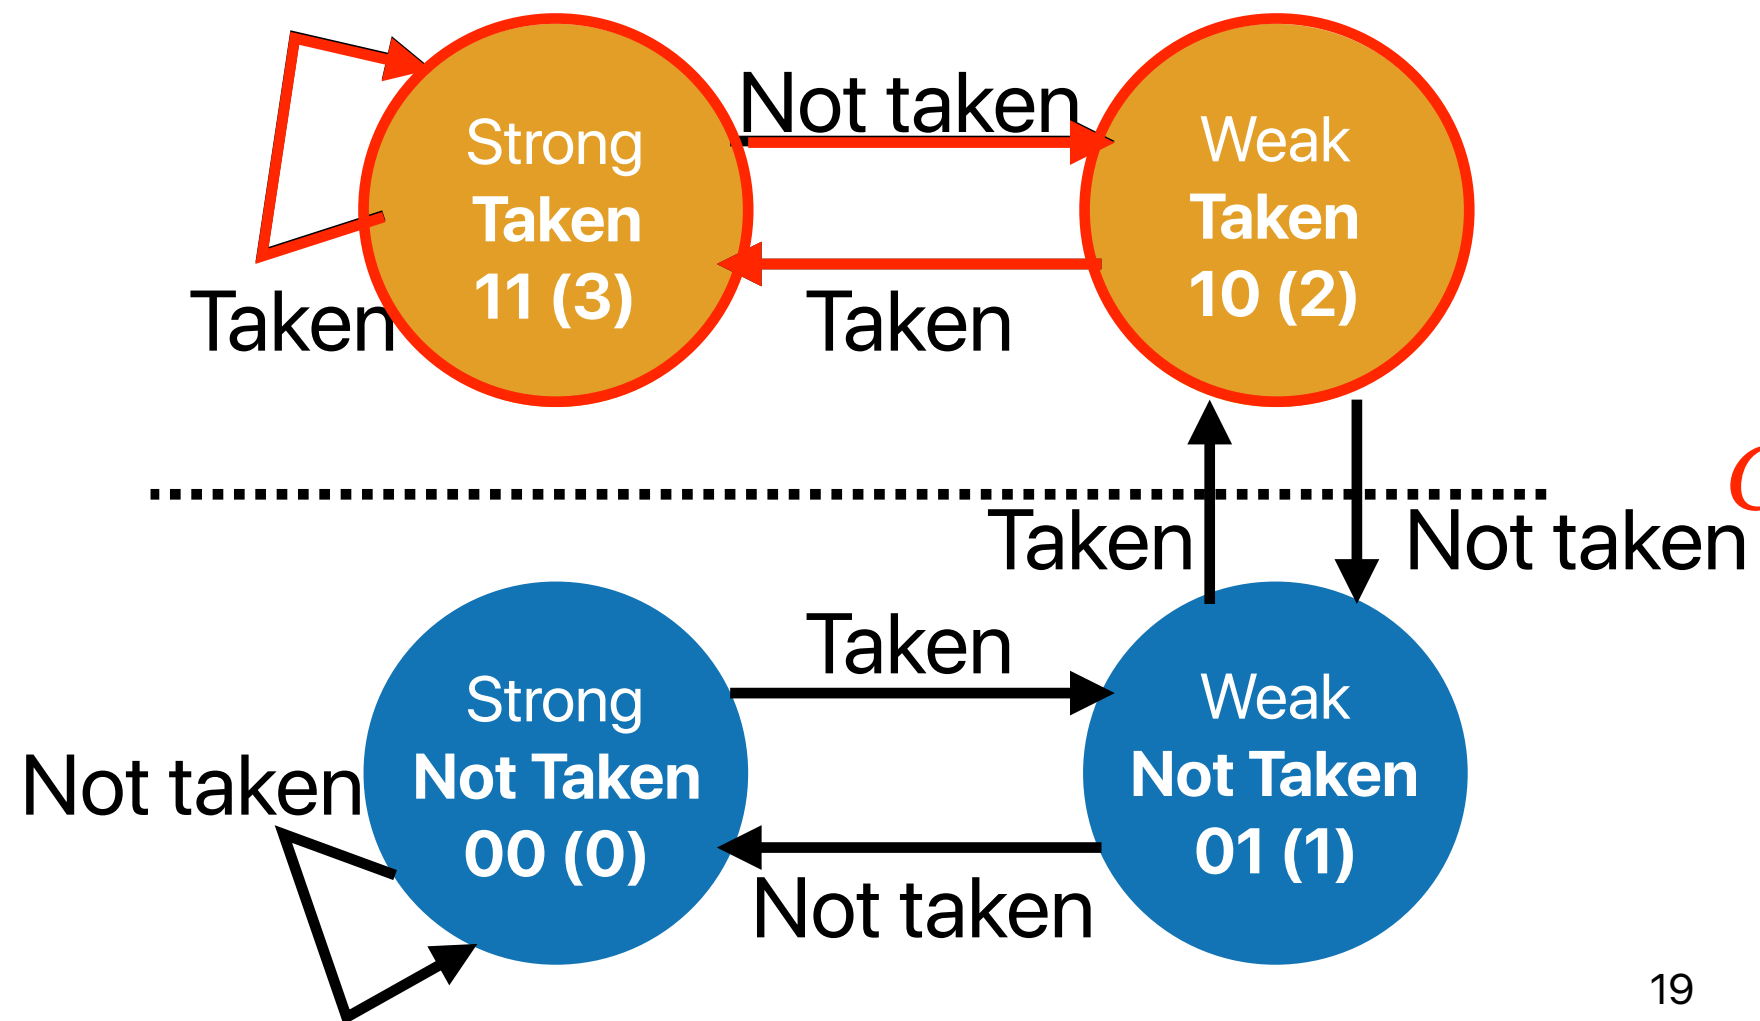 Not taken
Strong
Taken
11 (3)
Weak
Taken
10 (2)
Taken
Taken
Taken
Not taken
Taken
Strong
Not Taken
00 (0)
Weak
Not Taken
01 (1)
Not taken
Not taken
19